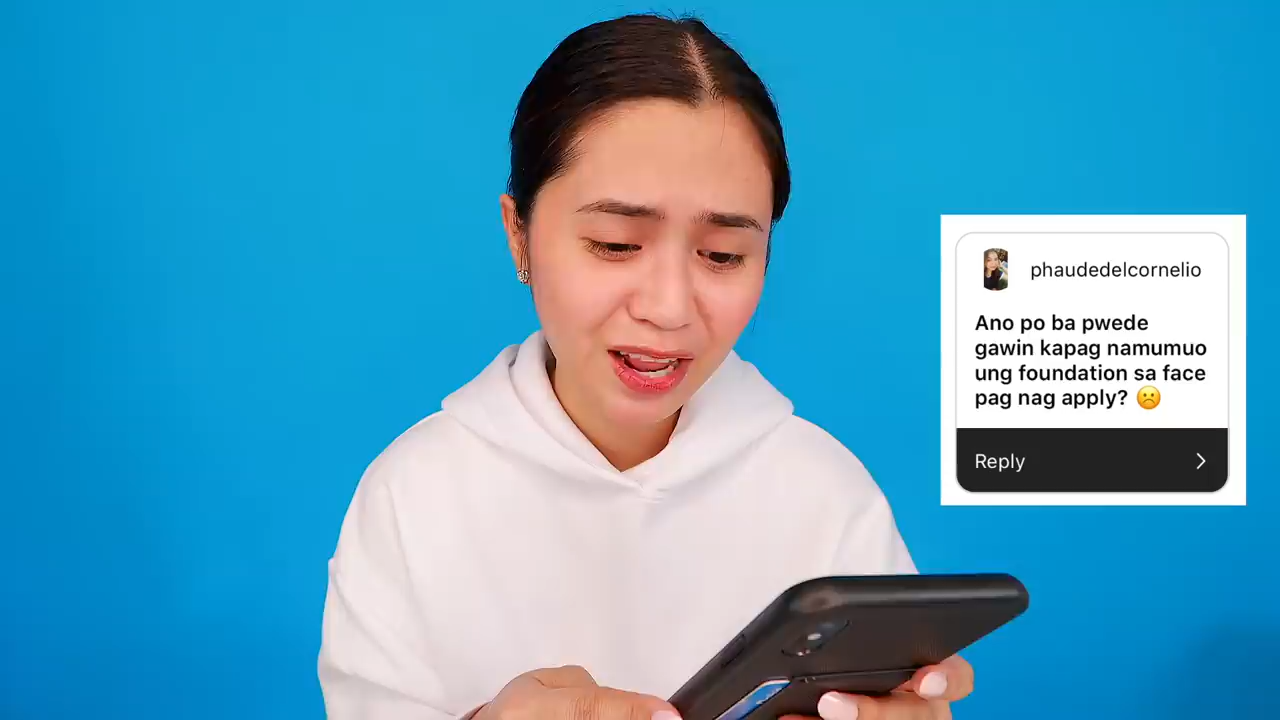 phaudedelcornelio
Ano po ba pwede
gawin kapag namumuo
ung foundation sa face
pag nag apply? ☹️
Reply